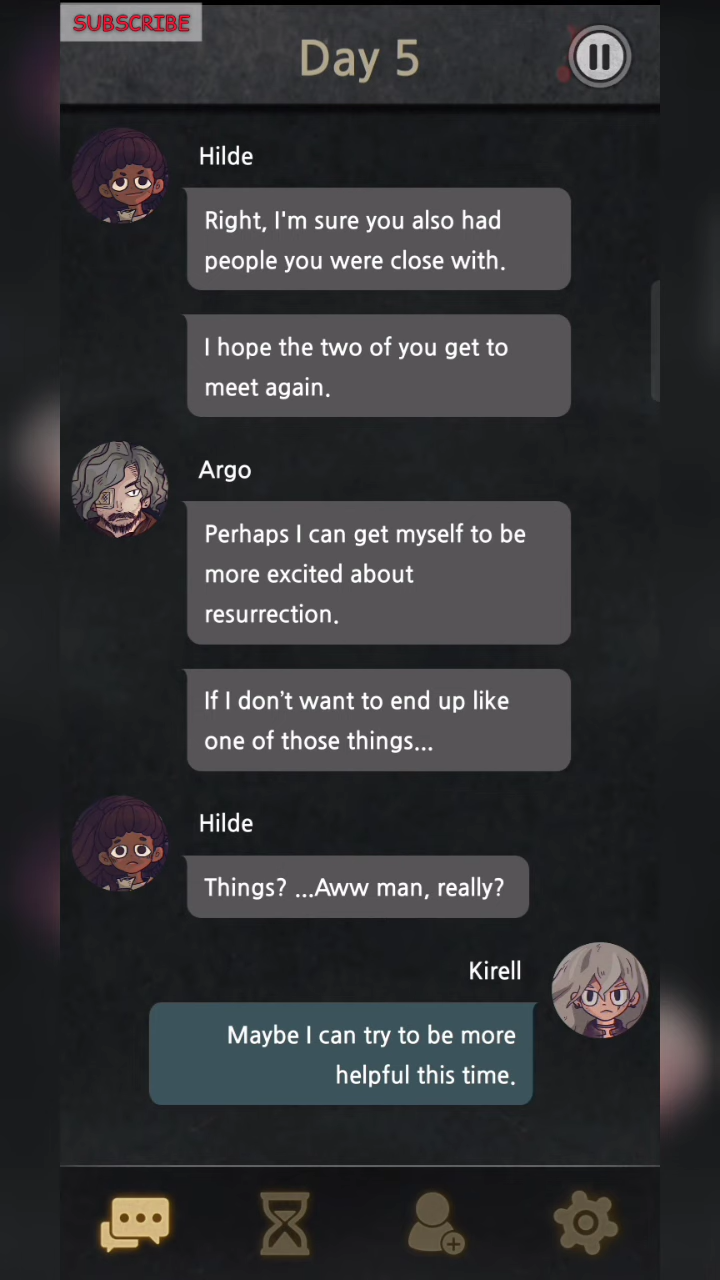 SUBSCRIBE
Day 5
Hilde
Right, I'm sure you also had
people you were close with.
I hope the two of you get to
meet again.
Argo
Perhaps I can get myself to be
more excited about
resurrection.
If I don’t want to end up like
one of those things...
Hilde
Things? ...Aww man, really?
Kirell
Maybe I can try to be more
helpful this time.